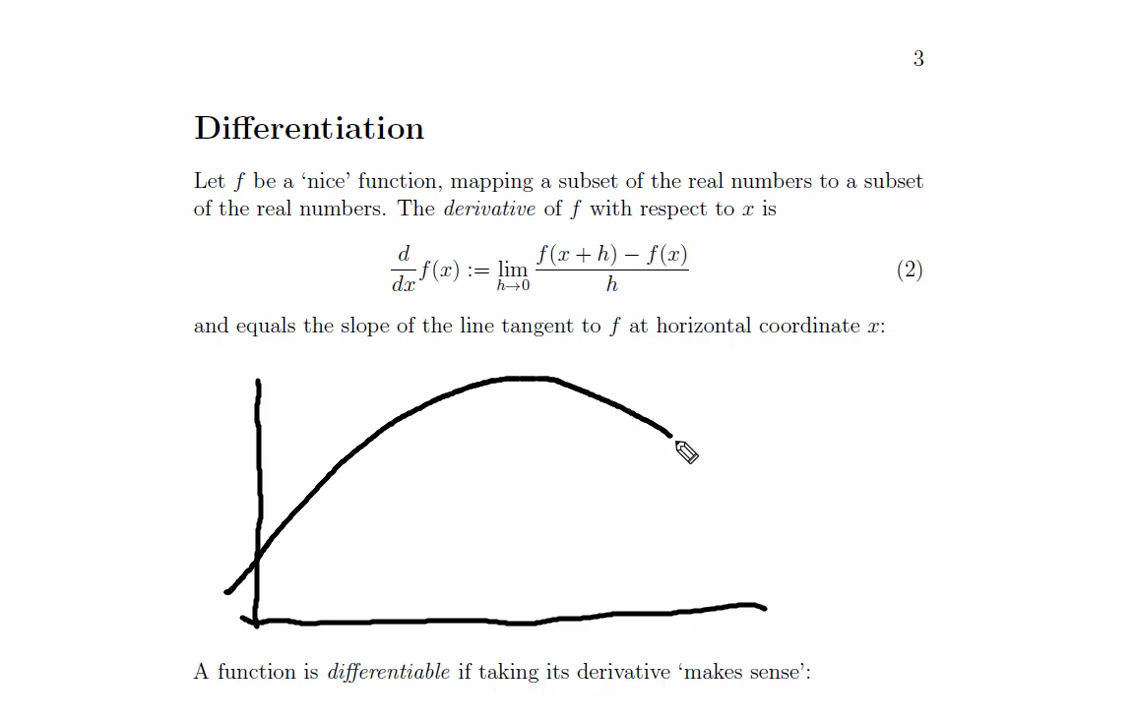 3
Differentiation
Let f be a ‘nice’ function, mapping a subset of the real numbers to a subset
of the real numbers. The derivative of f with respect to x is
d/dx f(x) := lim h→0 f(x + h) − f(x) / h (2)
and equals the slope of the line tangent to f at horizontal coordinate x:
A function is differentiable if taking its derivative ‘makes sense’: